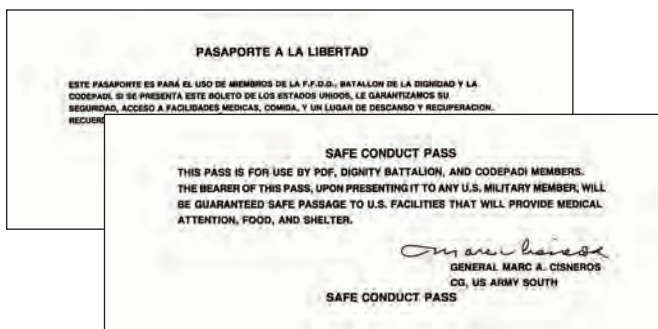 PASAPORTE A LA LIBERTAD
ESTE PASAPORTE ES PARA EL USO DE MIEMBROS DE LA F.F.D.D., BATALLON DE LA DIGNIDAD Y LA
CODEPADI. SI SE PRESENTA ESTE BOLETO DE LOS ESTADOS UNIDOS, LE GARANTIZAMOS SU
SEGURIDAD, ACCESO A FACILIDADES MEDICAS, COMIDA, Y UN LUGAR DE DESCANSO Y RECUPERACION.
SAFE CONDUCT PASS
THIS PASS IS FOR USE BY PDF, DIGNITY BATTALION, AND CODEPADI MEMBERS.
THE BEARER OF THIS PASS, UPON PRESENTING IT TO ANY U.S. MILITARY MEMBER, WILL
BE GUARANTEED SAFE PASSAGE TO U.S. FACILITIES THAT WILL PROVIDE MEDICAL
ATTENTION, FOOD, AND SHELTER.
GENERAL MARC A. CISNEROS
CG, US ARMY SOUTH
SAFE CONDUCT PASS